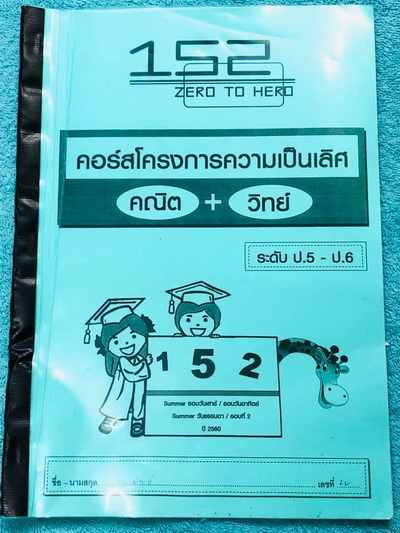 152
ZERO TO HERO
คอร์สโครงการความเป็นเลิศ
คณิต + วิทย์
ระดับ ป.5 - ป.6
1 5 2
Summer รอบวันเสาร์ / รอบวันอาทิตย์
Summer วันธรรมดา / รอบที่ 2
ปี 2560
ชื่อ - นามสกุล เลขที่